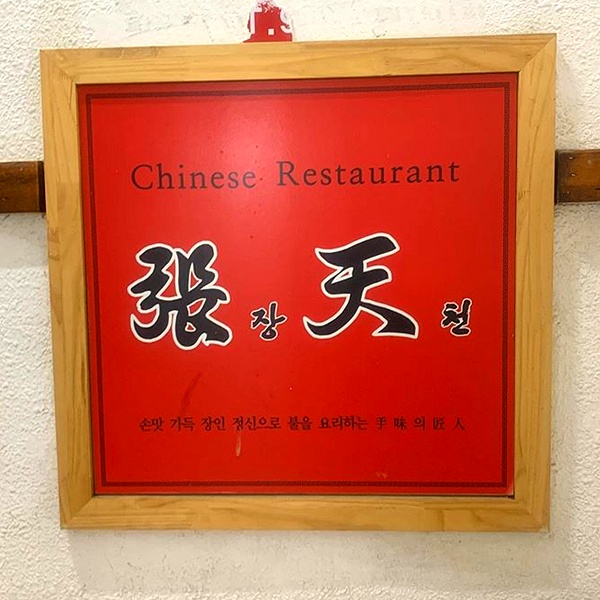 Chinese Restaurant
張 장 天 천
손맛 가득 장인 정신으로 불을 요리하는 手味의 匠人